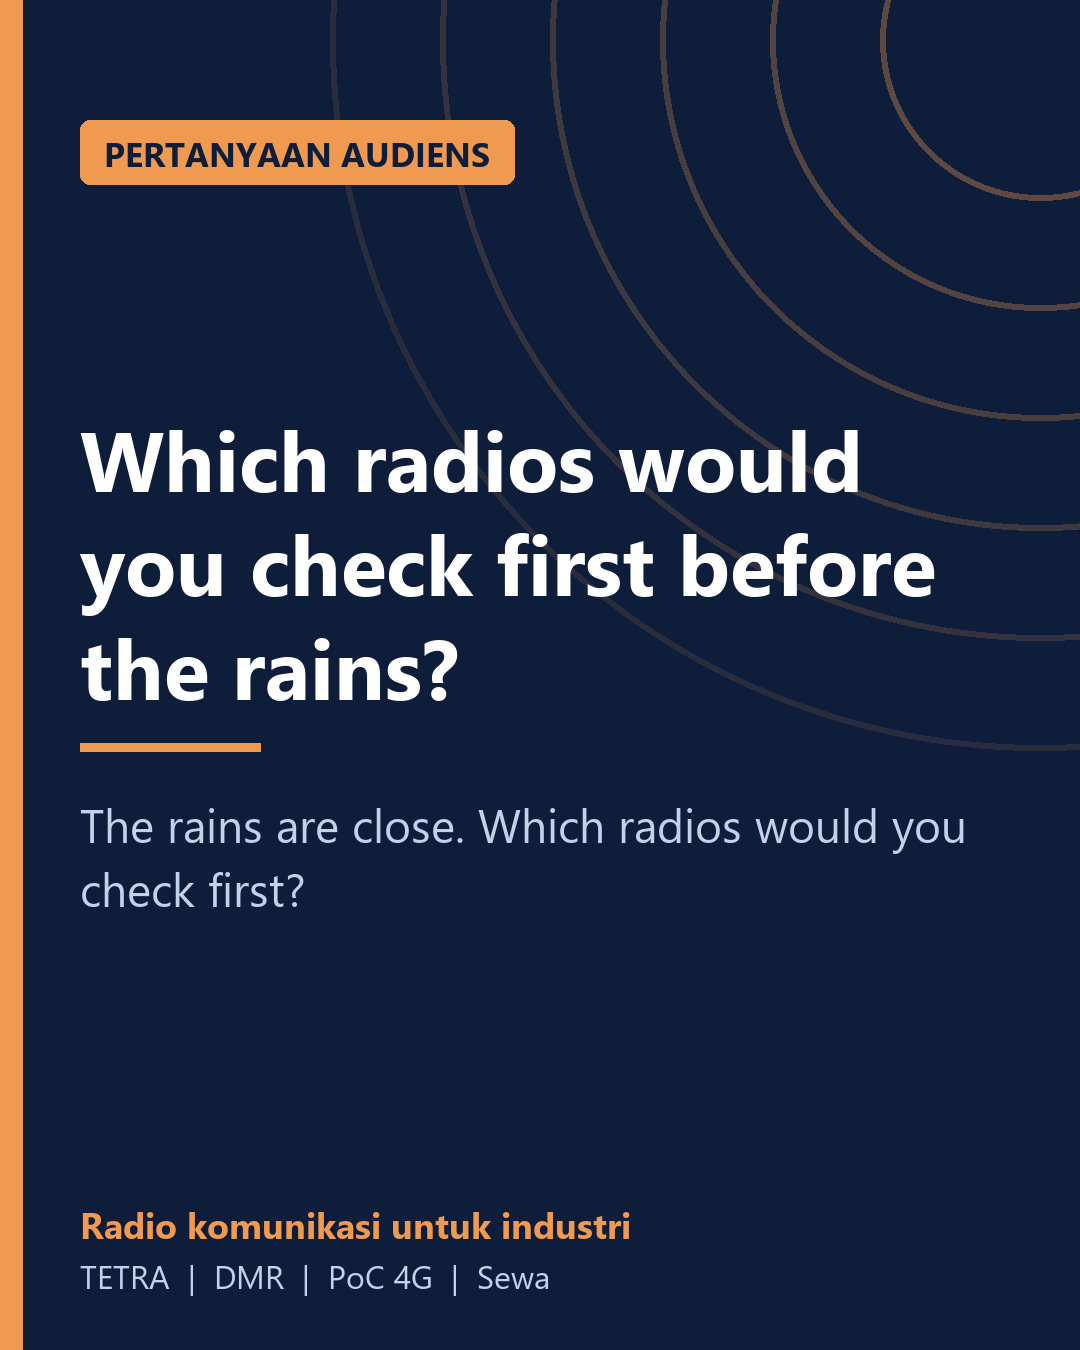 PERTANYAAN AUDIENS
Which radios would
you check first before
the rains?
The rains are close. Which radios would you
check first?
Radio komunikasi untuk industri
TETRA | DMR | PoC 4G | Sewa